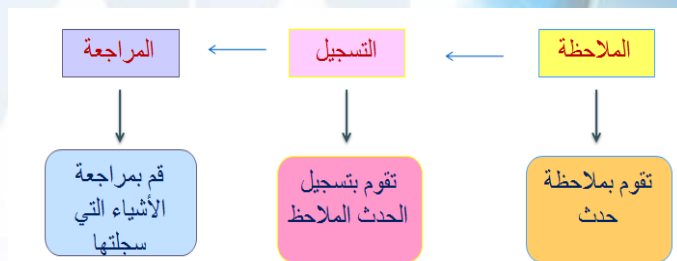 الملاحظة
التسجيل
المراجعة
تقوم بملاحظة
حدث
تقوم بتسجيل
الحدث الملاحظ
قم بمراجعة
الأشياء التي
سجلتها